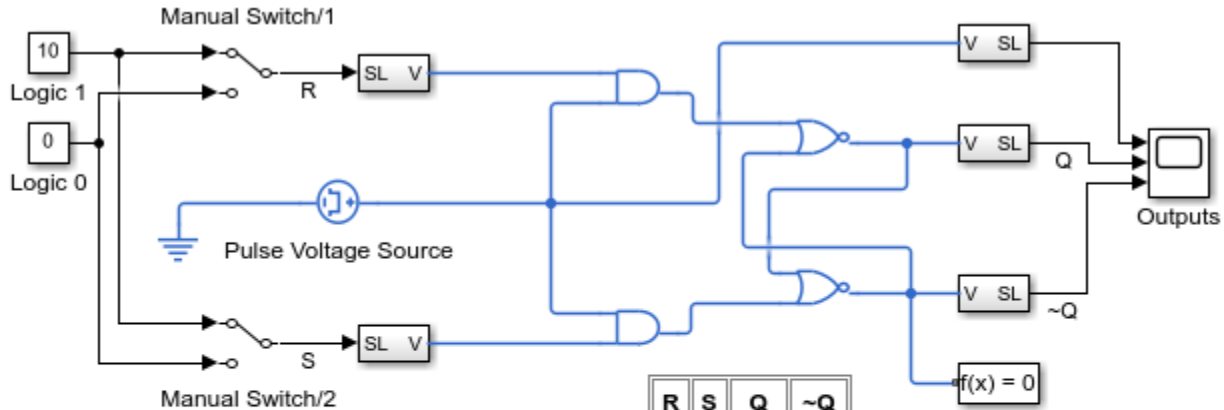 Manual Switch/1
10
Logic 1
R
SL V
V SL
0
Logic 0
V SL
Q
Outputs
Pulse Voltage Source
V SL
~Q
S
SL V
Manual Switch/2
f(x) = 0
R S Q ~Q